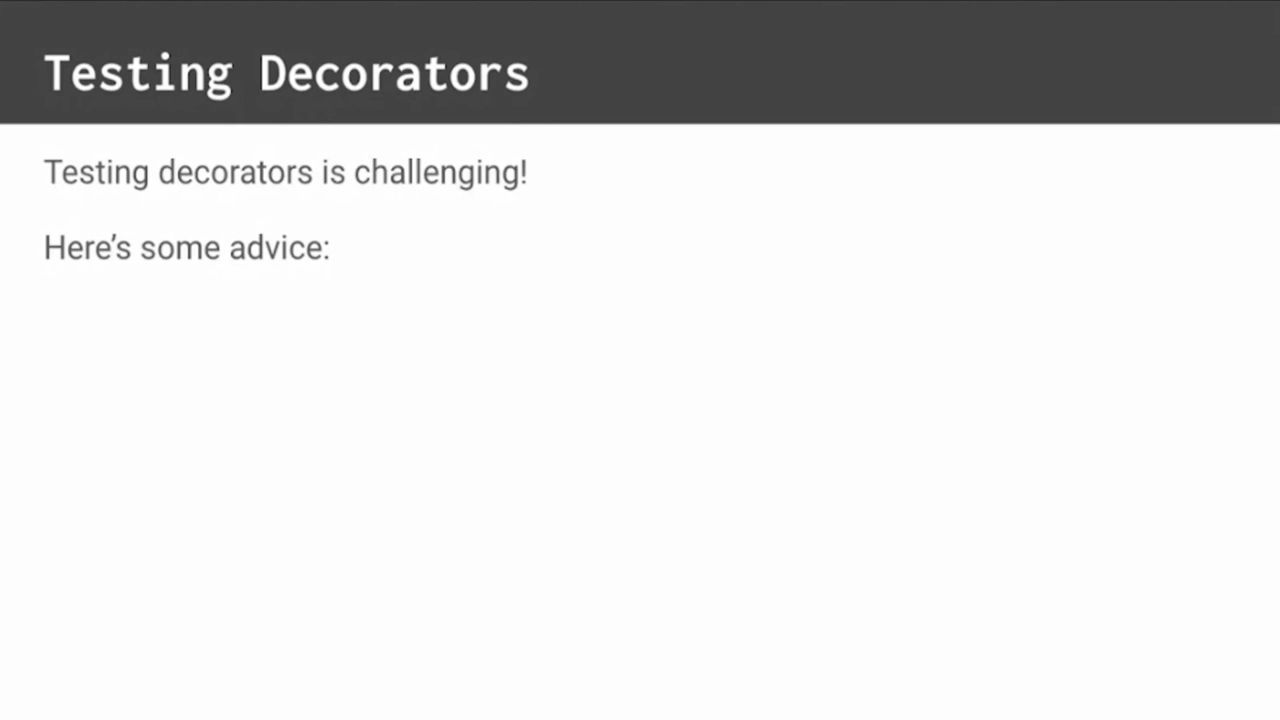 Testing Decorators
Testing decorators is challenging!
Here’s some advice: